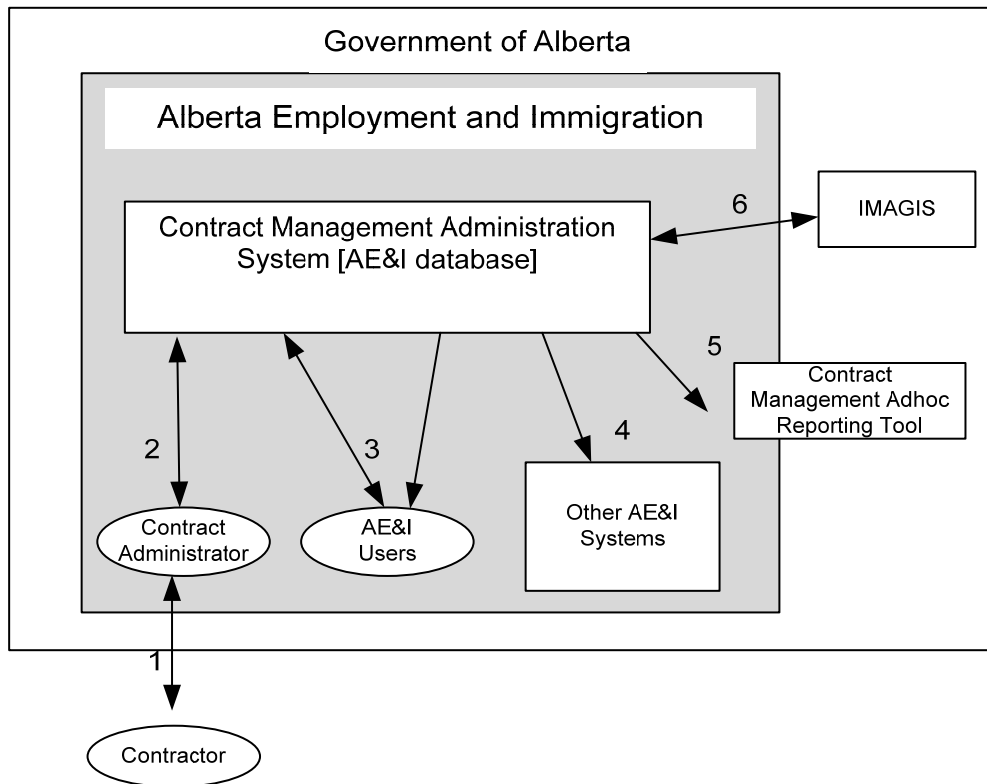 Government of Alberta
Alberta Employment and Immigration
Contract Management Administration
System [AE&I database]
6
IMAGIS
5
Contract
Management Adhoc
Reporting Tool
2
3
4
Contract
Administrator
AE&I
Users
Other AE&I
Systems
1
Contractor